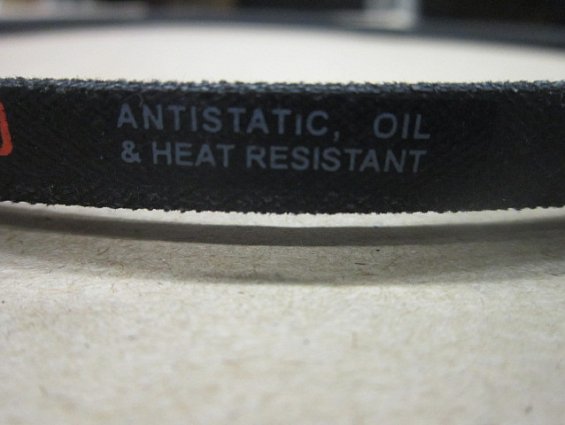 ANTISTATiC, OIL
& HEAT RESISTANT